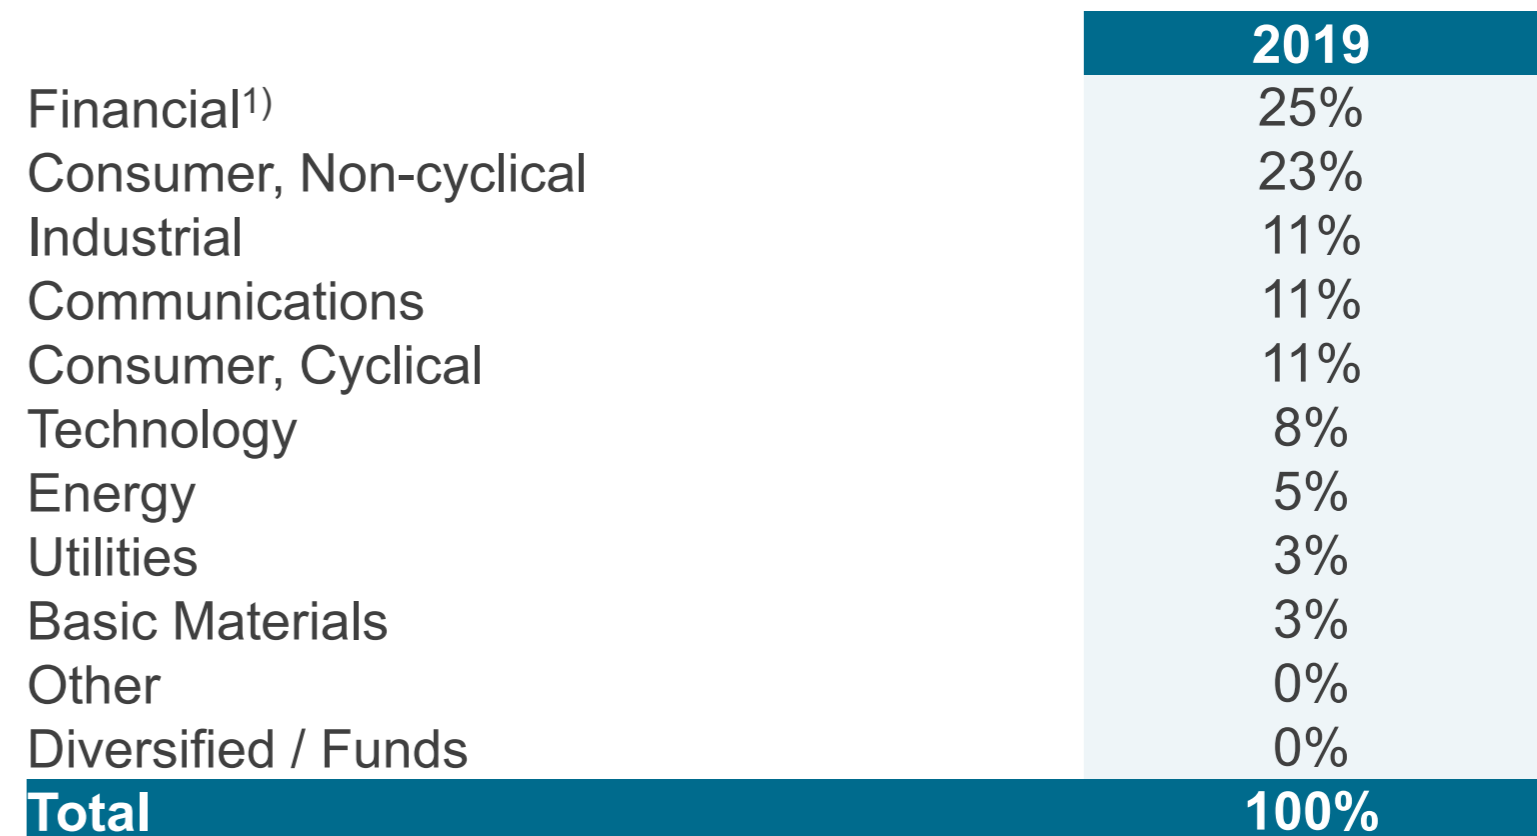 2019
Financial1) 25%
Consumer, Non-cyclical 23%
Industrial 11%
Communications 11%
Consumer, Cyclical 11%
Technology 8%
Energy 5%
Utilities 3%
Basic Materials 3%
Other 0%
Diversified / Funds 0%
Total 100%